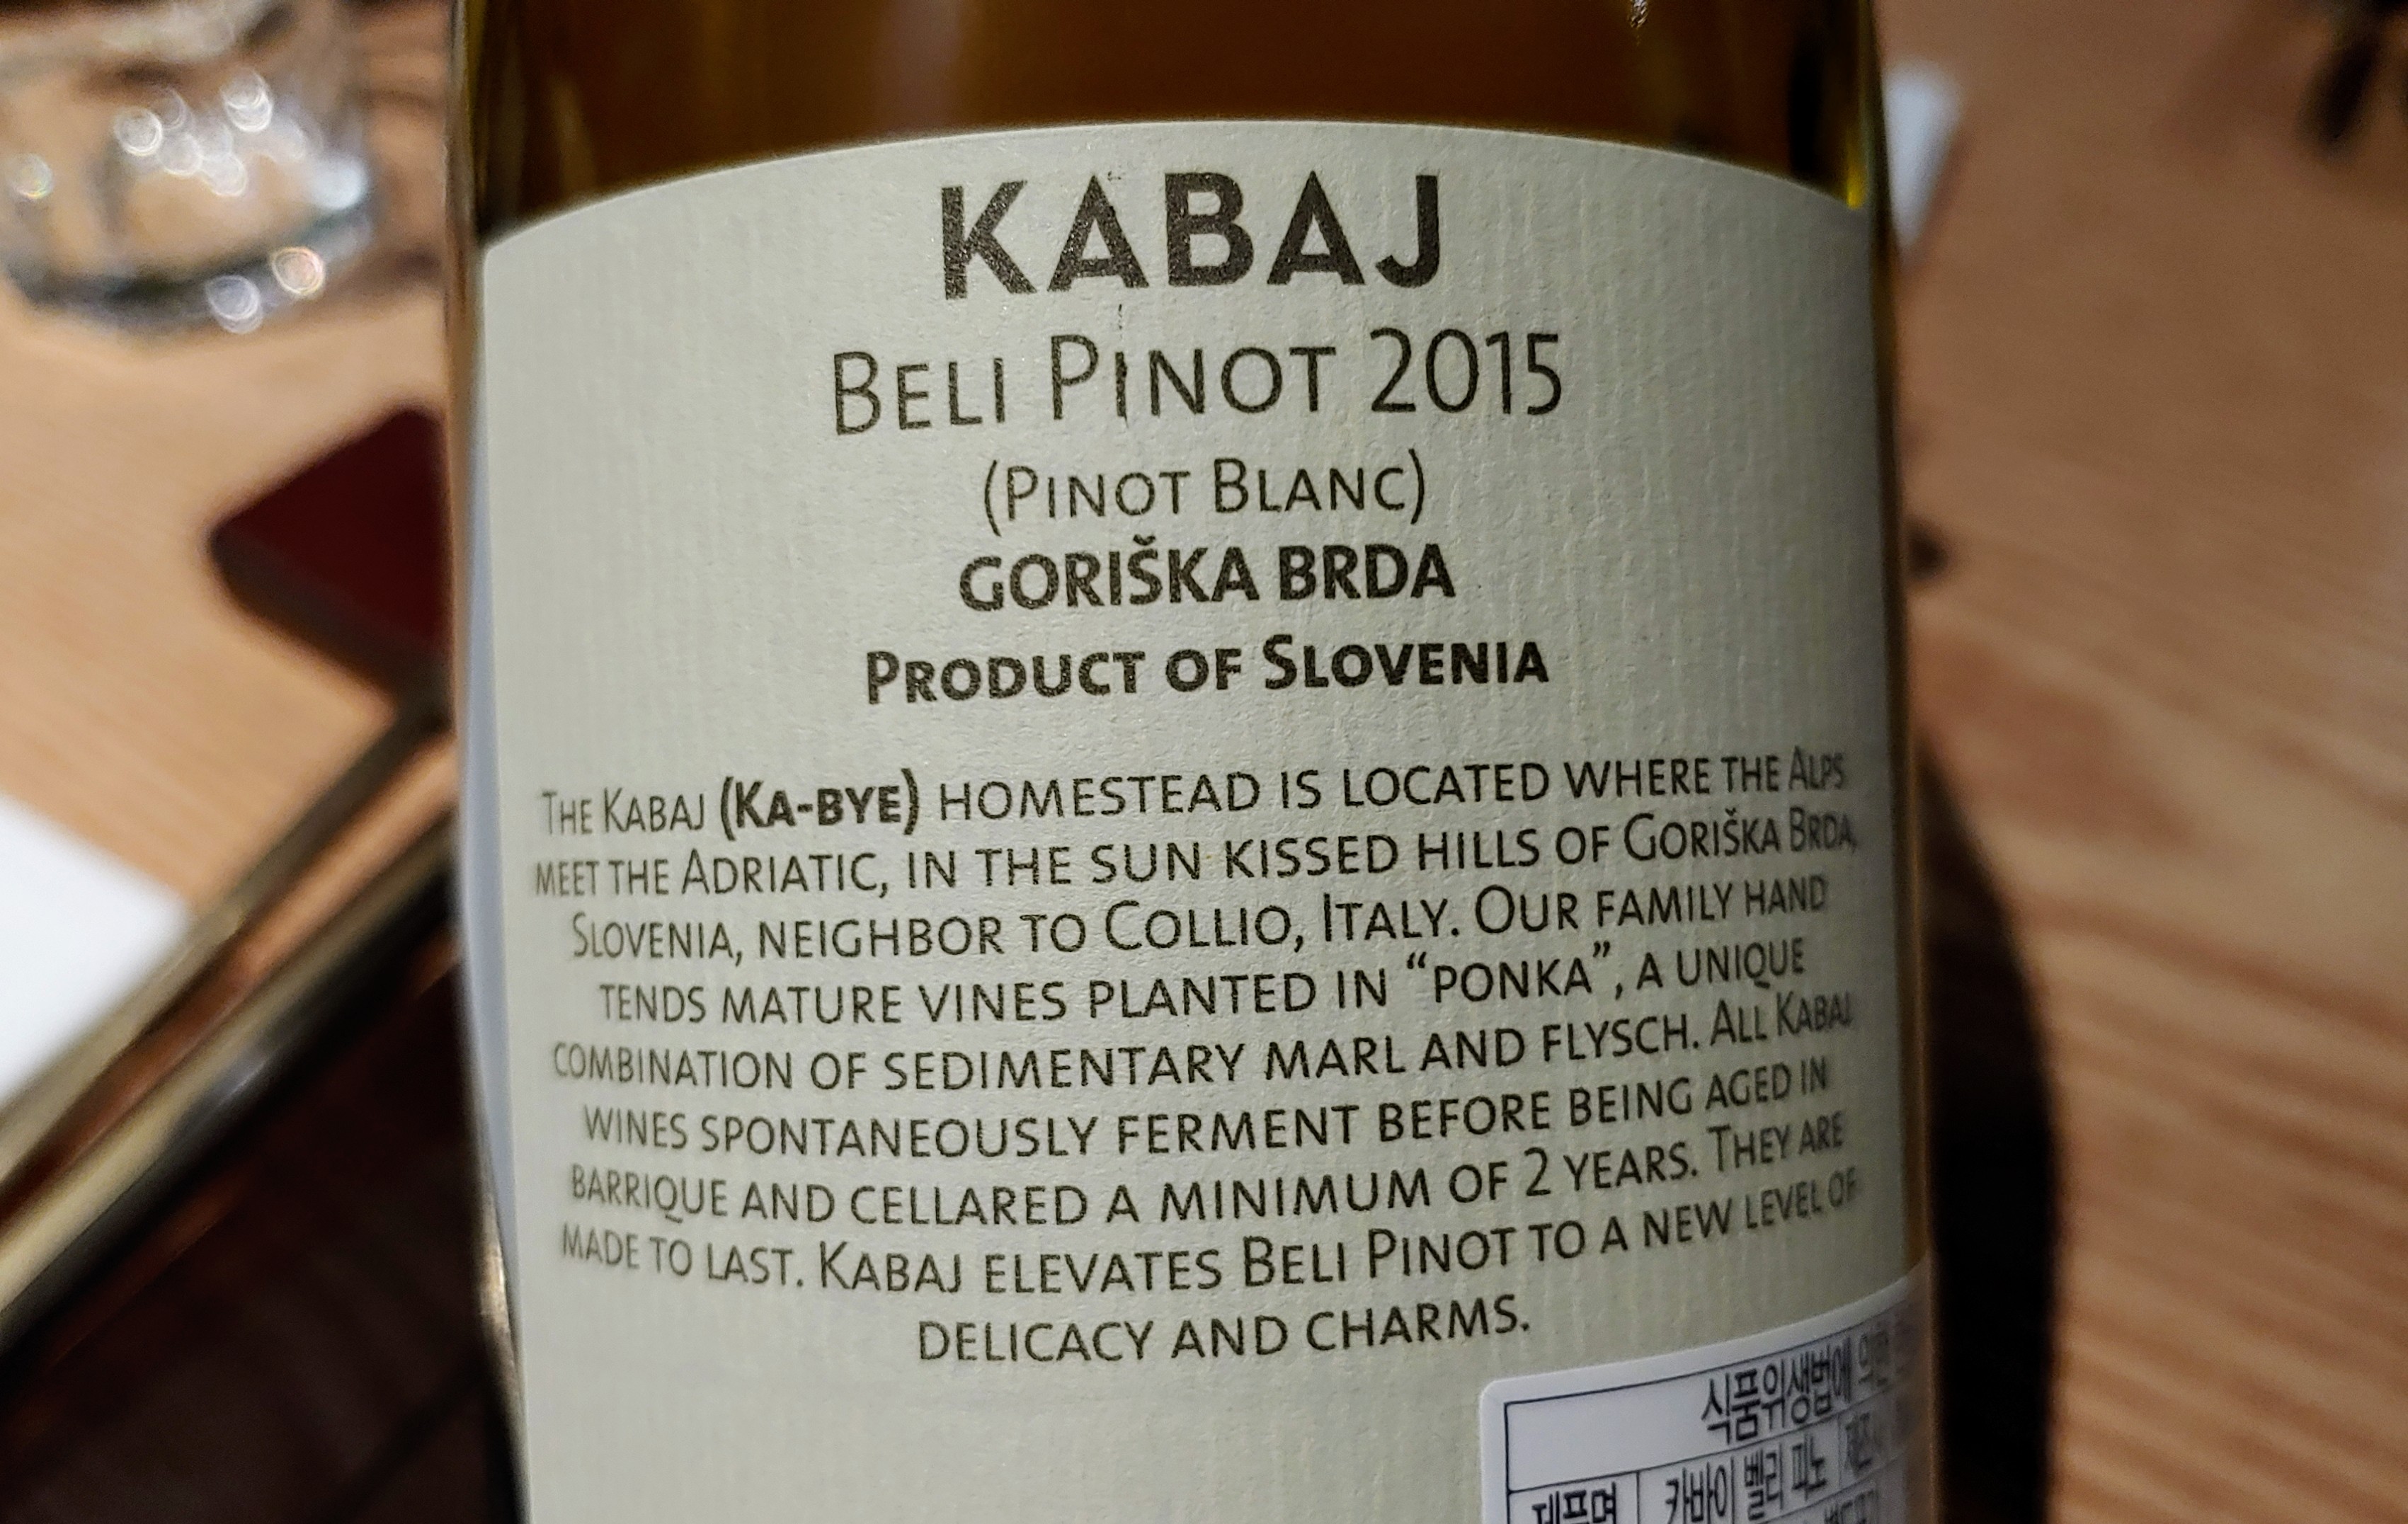 KABAJ
BELI PINOT 2015
(PINOT BLANC)
GORIŠKA BRDA
PRODUCT OF SLOVENIA
THE KABAJ (KA-BYE) HOMESTEAD IS LOCATED WHERE THE ALPS
MEET THE ADRIATIC, IN THE SUN KISSED HILLS OF GORIŠKA BRDA,
SLOVENIA, NEIGHBOR TO COLLIO, ITALY. OUR FAMILY HAND
TENDS MATURE VINES PLANTED IN “PONKA”, A UNIQUE
COMBINATION OF SEDIMENTARY MARL AND FLYSCH. ALL KABAJ
WINES SPONTANEOUSLY FERMENT BEFORE BEING AGED IN
BARRIQUE AND CELLARED A MINIMUM OF 2 YEARS. THEY ARE
MADE TO LAST. KABAJ ELEVATES BELI PINOT TO A NEW LEVEL OF
DELICACY AND CHARMS.
식품위생법에 의한
제품명 카바이 벨리 피노